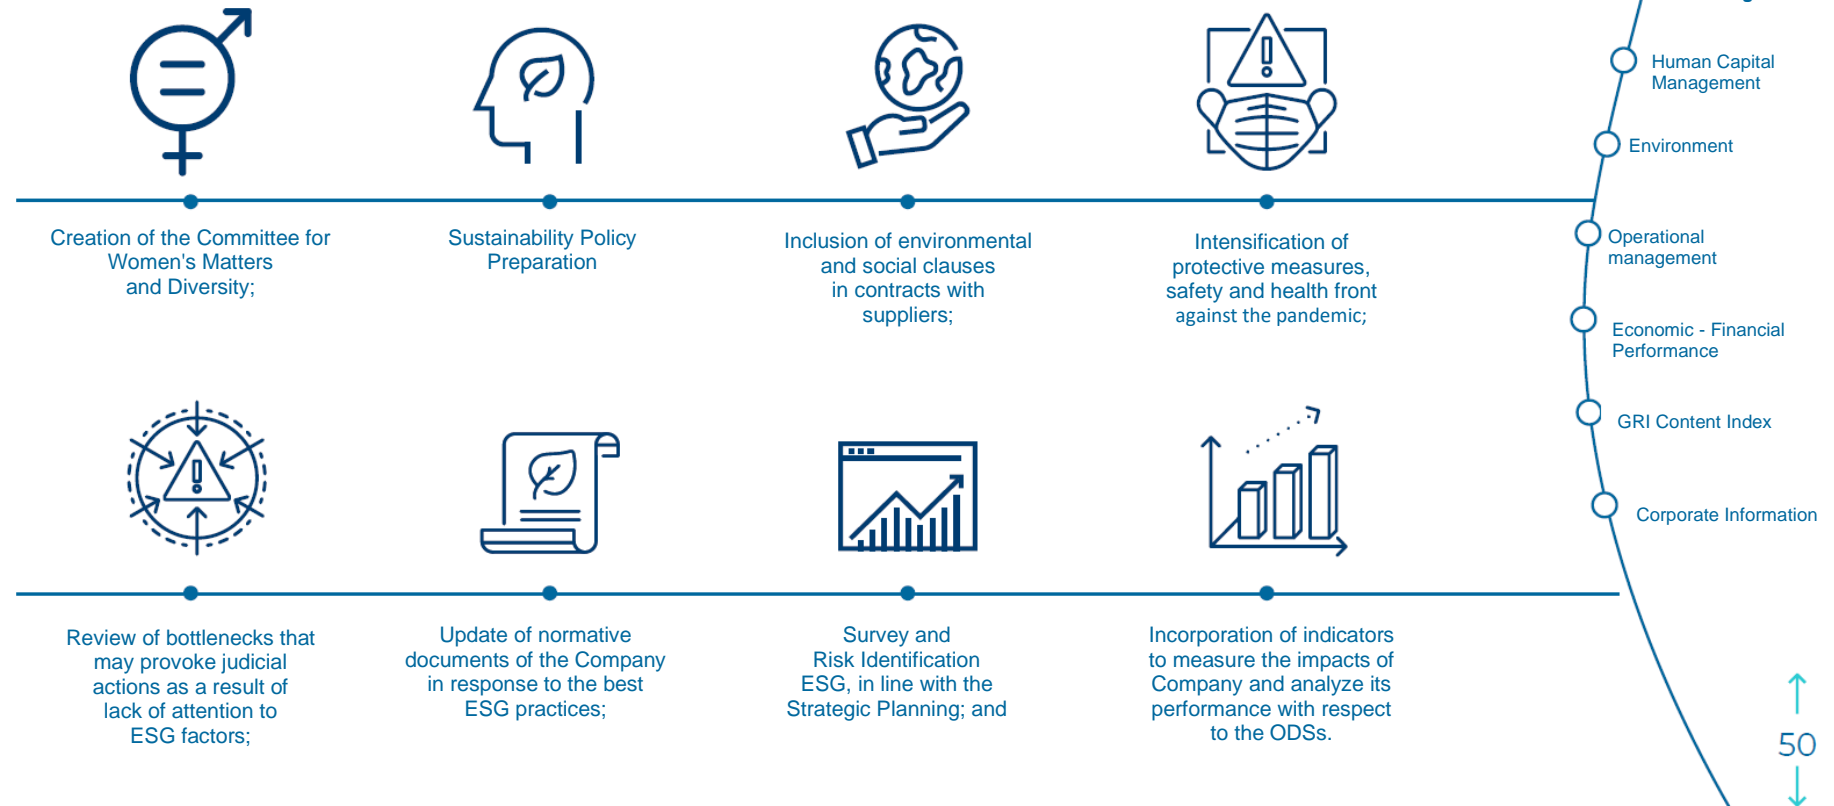 Creation of the Committee for
Women's Matters
and Diversity;
Sustainability Policy
Preparation
Inclusion of environmental
and social clauses
in contracts with
suppliers;
Intensification of
protective measures,
safety and health front
against the pandemic;
Review of bottlenecks that
may provoke judicial
actions as a result of
lack of attention to
ESG factors;
Update of normative
documents of the Company
in response to the best
ESG practices;
Survey and
Risk Identification
ESG, in line with the
Strategic Planning; and
Incorporation of indicators
to measure the impacts of
Company and analyze its
performance with respect
to the ODSs.
Human Capital
Management
Environment
Operational
management
Economic - Financial
Performance
GRI Content Index
Corporate Information
50